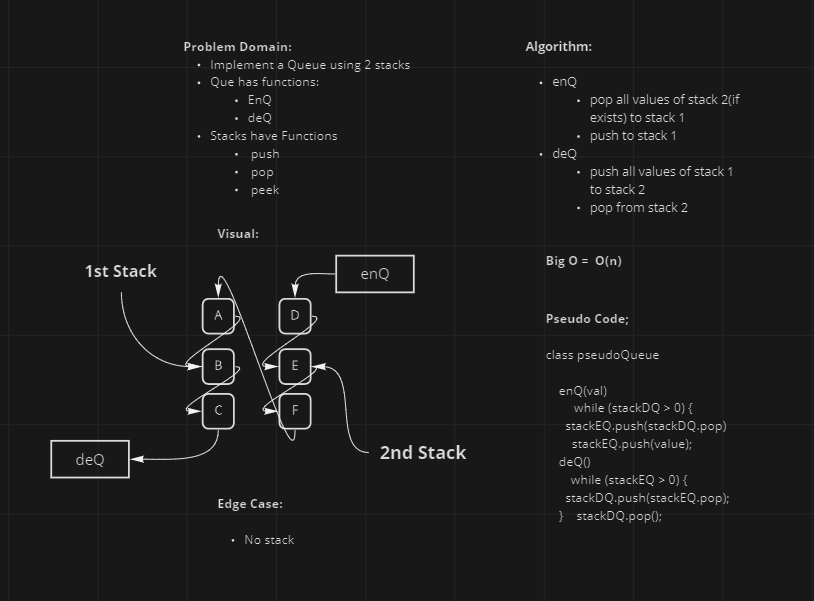 Problem Domain:
• Implement a Queue using 2 stacks
• Que has functions:
• EnQ
• deQ
• Stacks have Functions
• push
• pop
• peek
Visual:
1st Stack
enQ
A
D
B
E
C
F
deQ
2nd Stack
Edge Case:
• No stack
Algorithm:
• enQ
• pop all values of stack 2(if
exists) to stack 1
• push to stack 1
• deQ
• push all values of stack 1
to stack 2
• pop from stack 2
Big O = O(n)
Pseudo Code;
class pseudoQueue
enQ(val)
while (stackDQ > 0) {
stackEQ.push(stackDQ.pop)
stackEQ.push(value);
deQ()
while (stackEQ > 0) {
stackDQ.push(stackEQ.pop);
} stackDQ.pop();